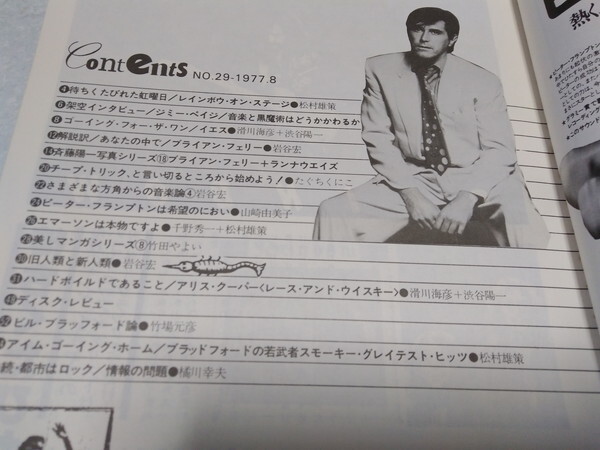 Contents NO.29-1977.8
④待ちくたびれた虹曜日/レインボウ・オン・ステージ●松村雄策
⑥架空インタビュー/ジミー・ペイジ/音楽と黒魔術はどうかかわるか
⑧ゴーイング・フォー・ザ・ワン/イエス●滑川海彦＋渋谷陽一
⑫解説訳/あなたの中で/ブライアン・フェリー●岩谷宏
⑭斉藤陽一写真シリーズ⑱ブライアン・フェリー＋ランナウエイズ
⑳チープ・トリック、と言い切るところから始めよう!●たぐちくにこ
㉒さまざまな方角からの音楽論④●岩谷宏
㉔ピーター・フランプトンは希望のにおい●山崎由美子
㉖エマーソンは本物ですよ●千野秀一＋松村雄策
㉙美しマンガシリーズ⑧竹田やよい
㉚旧人類と新人類●岩谷宏
㉛ハードボイルドであること/アリス・クーパー〈レース・アンド・ウイスキー〉●滑川海彦＋渋谷陽一
ディスク・レビュー
ビル・ブラッフォード論●竹場元彦
アイム・ゴーイング・ホーム/ブラッドフォードの若武者スモーキー・グレイテスト・ヒッツ●松村雄策
続・都市はロック/情報の問題●橘川幸夫
熱く